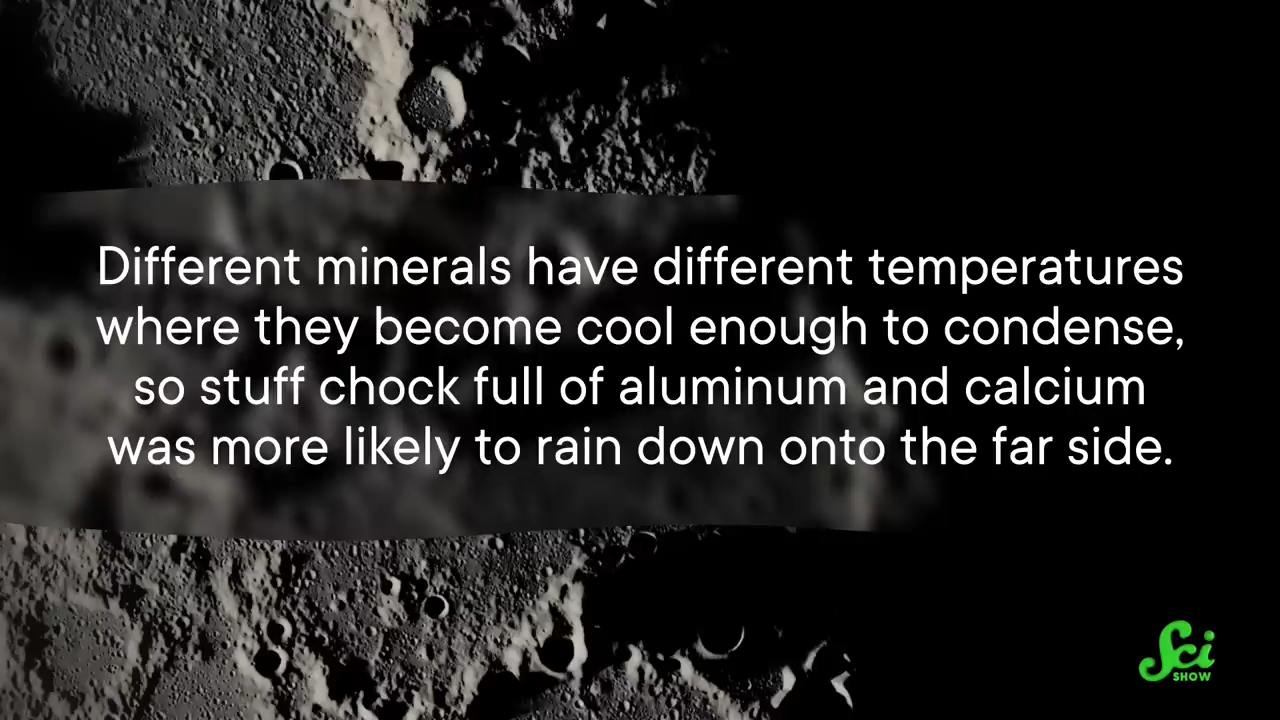 Different minerals have different temperatures
where they become cool enough to condense,
so stuff chock full of aluminum and calcium
was more likely to rain down onto the far side.
Sci
SHOW